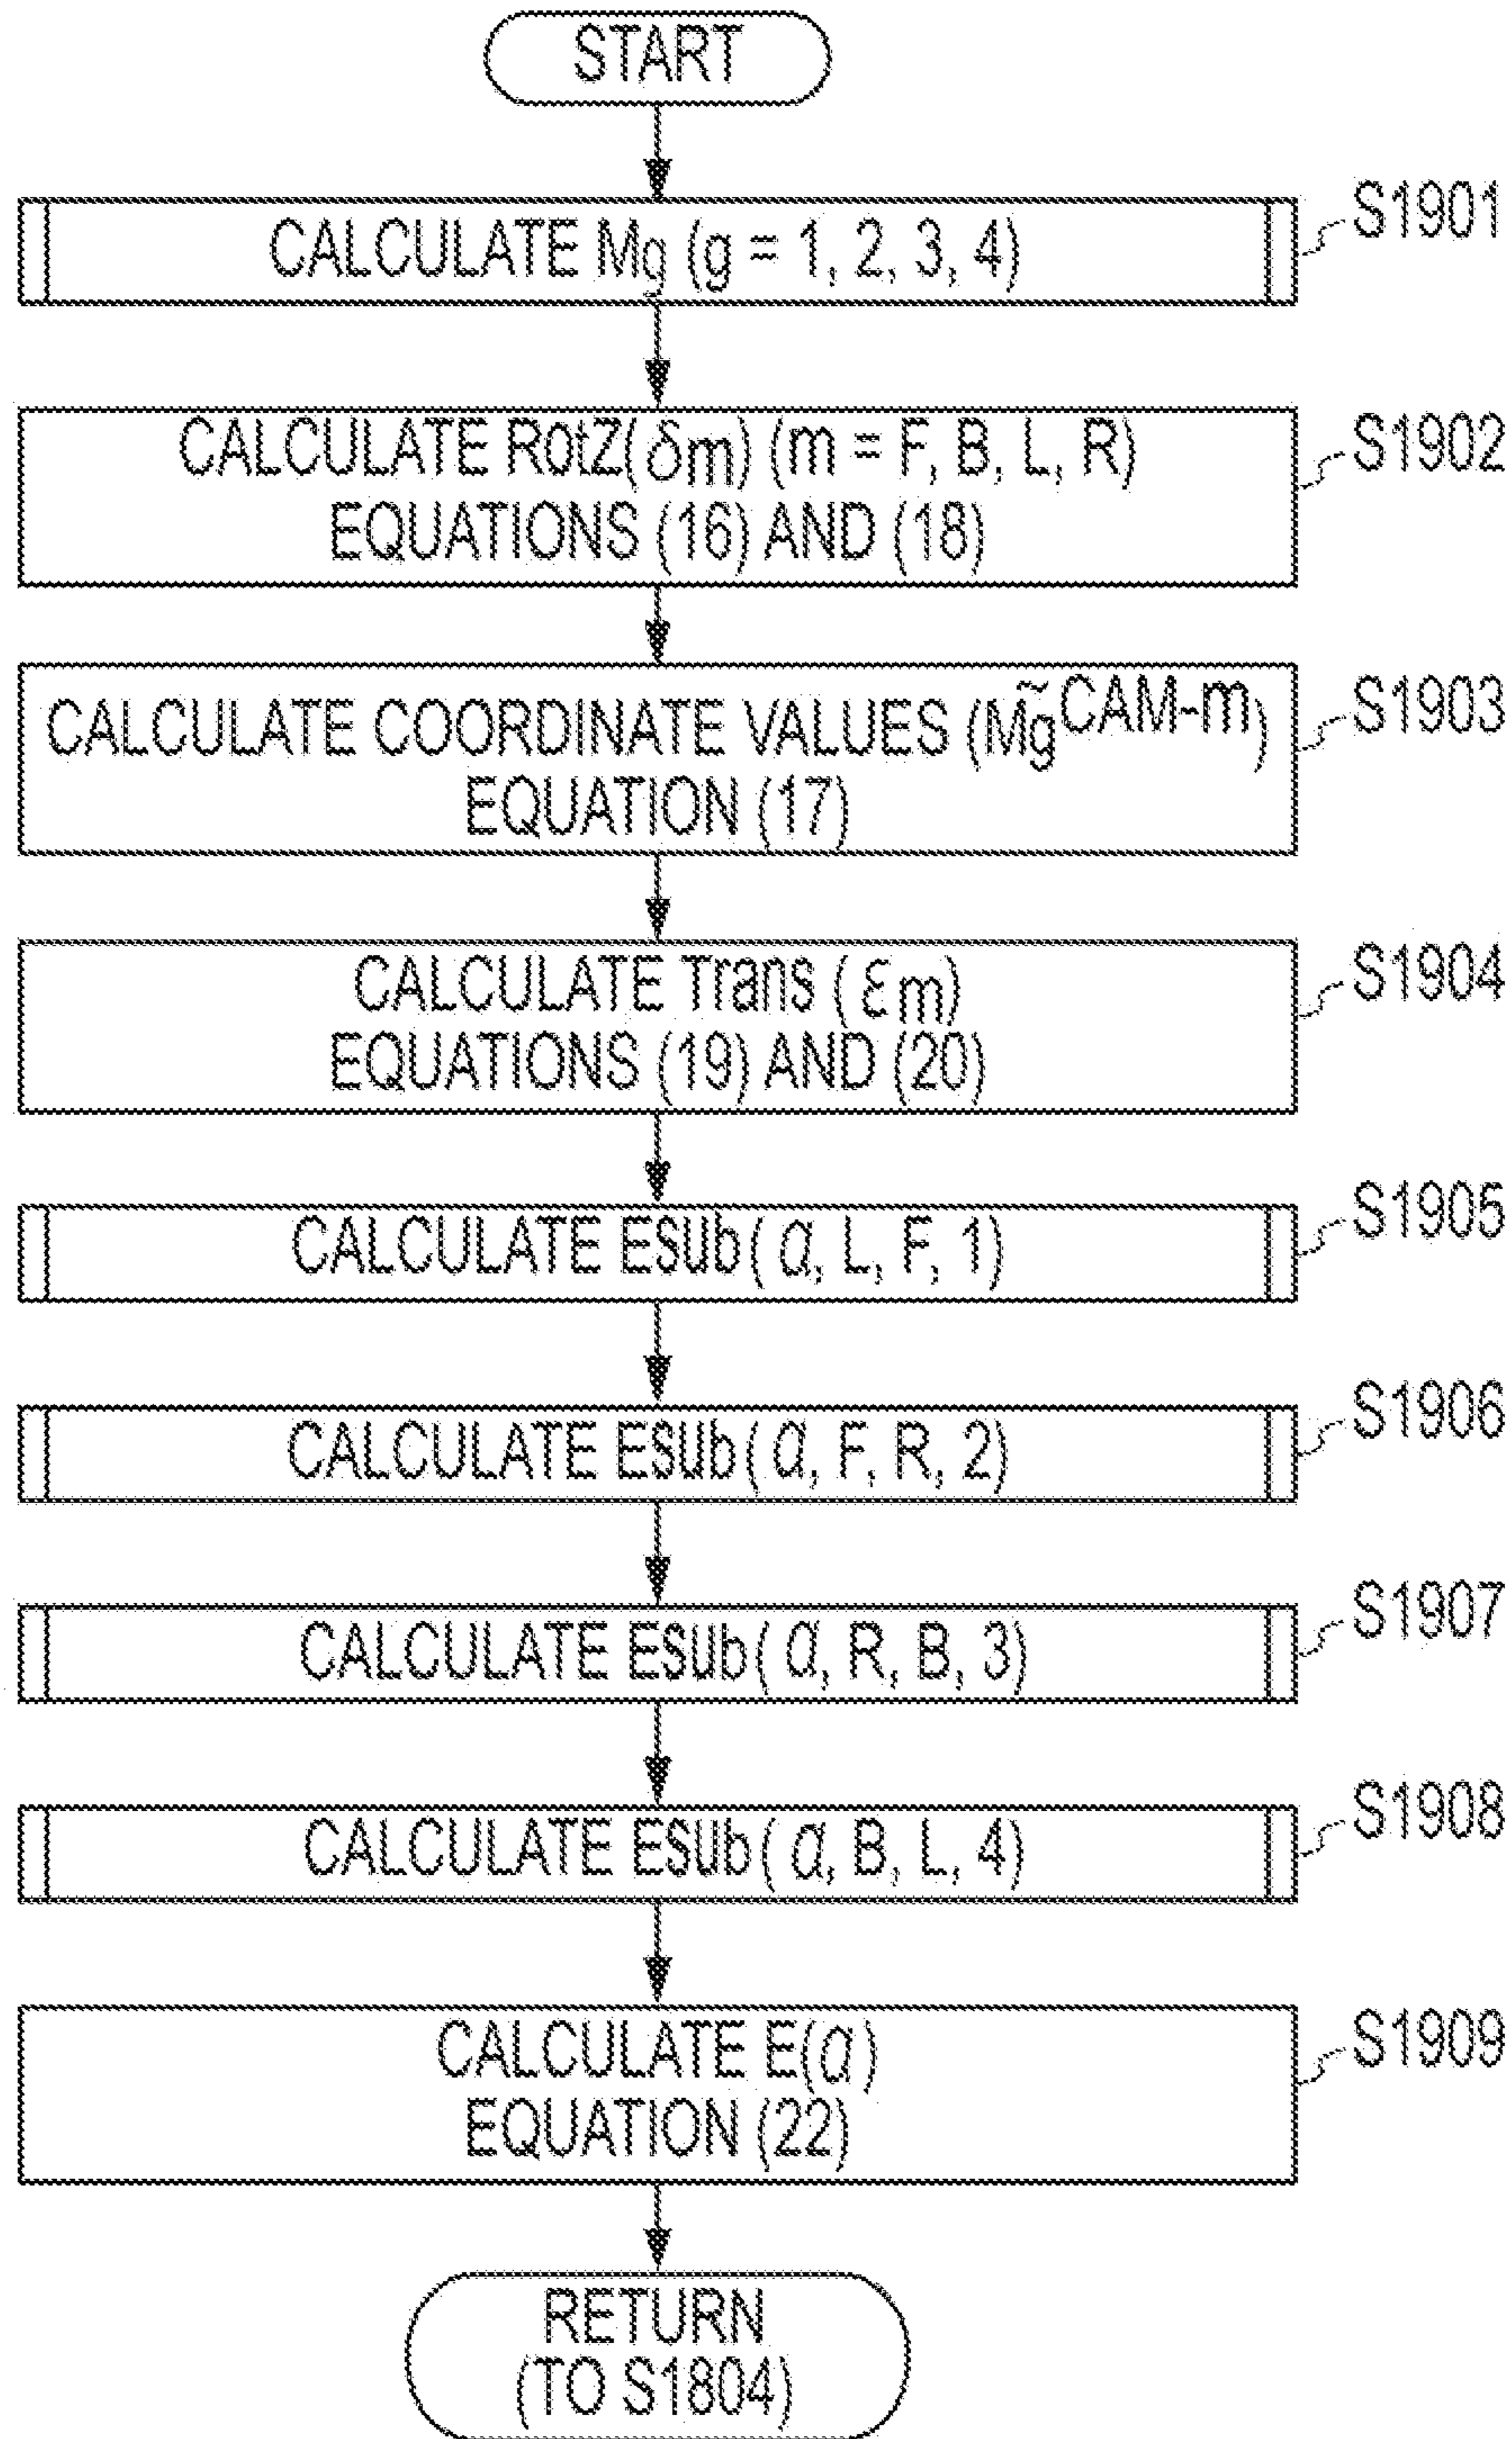 START
CALCULATE Mg (g = 1, 2, 3, 4)
S1901
CALCULATE RotZ(δm) (m = F, B, L, R)
EQUATIONS (16) AND (18)
S1902
CALCULATE COORDINATE VALUES (Mg̃^CAM-m)
EQUATION (17)
S1903
CALCULATE Trans (εm)
EQUATIONS (19) AND (20)
S1904
CALCULATE Esub(α, L, F, 1)
S1905
CALCULATE Esub(α, F, R, 2)
S1906
CALCULATE Esub(α, R, B, 3)
S1907
CALCULATE Esub(α, B, L, 4)
S1908
CALCULATE E(α)
EQUATION (22)
S1909
RETURN
(TO S1804)